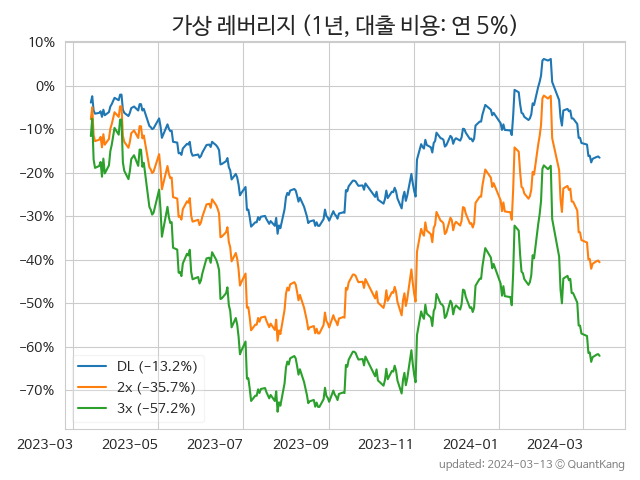 가상 레버리지 (1년, 대출 비용: 연 5%)
10%
0%
−10%
−20%
−30%
−40%
−50%
−60%
−70%
DL (−13.2%)
2x (−35.7%)
3x (−57.2%)
2023-03 2023-05 2023-07 2023-09 2023-11 2024-01 2024-03
updated: 2024-03-13 ⓒ QuantKang